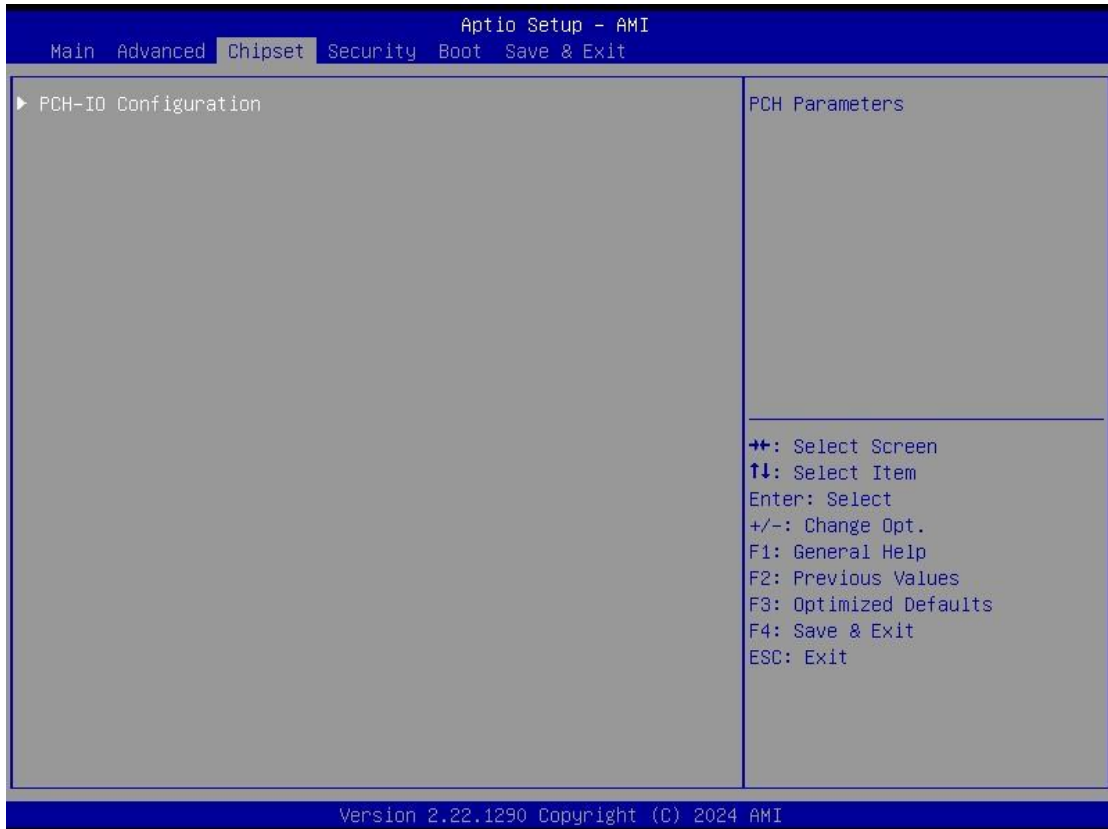 Aptio Setup – AMI
Main Advanced Chipset Security Boot Save & Exit
▶ PCH-IO Configuration
PCH Parameters
→←: Select Screen
↑↓: Select Item
Enter: Select
+/-: Change Opt.
F1: General Help
F2: Previous Values
F3: Optimized Defaults
F4: Save & Exit
ESC: Exit
Version 2.22.1290 Copyright (C) 2024 AMI